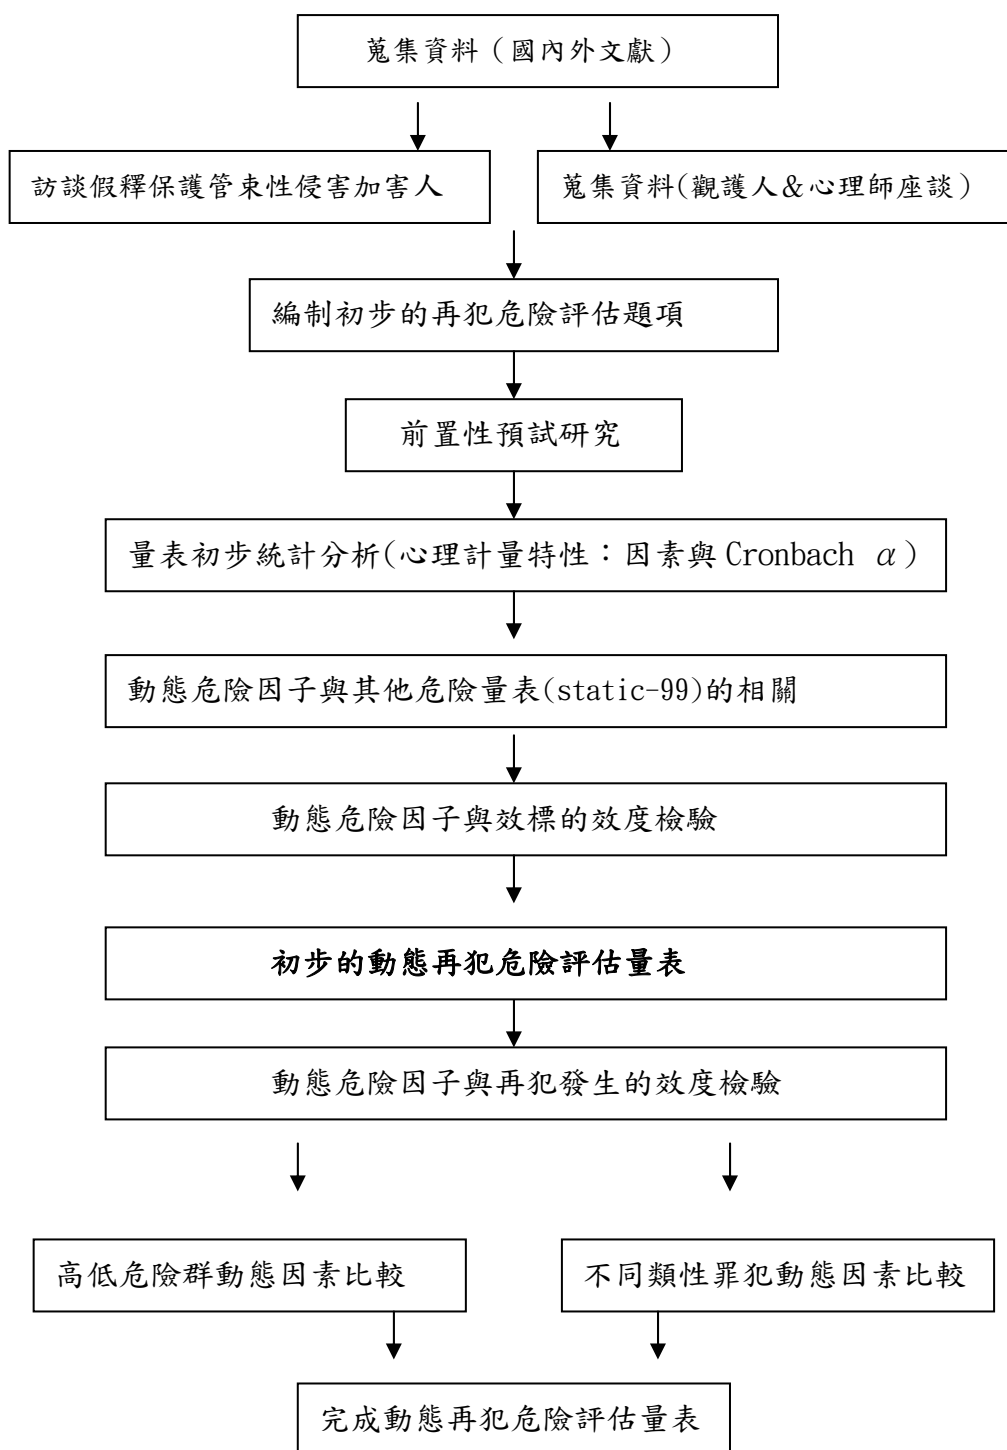 蒐集資料（國內外文獻）
訪談假釋保護管束性侵害加害人
蒐集資料(觀護人&心理師座談)
編制初步的再犯危險評估題項
前置性預試研究
量表初步統計分析(心理計量特性：因素與 Cronbach α)
動態危險因子與其他危險量表(static-99)的相關
動態危險因子與效標的效度檢驗
初步的動態再犯危險評估量表
動態危險因子與再犯發生的效度檢驗
高低危險群動態因素比較
不同類性罪犯動態因素比較
完成動態再犯危險評估量表